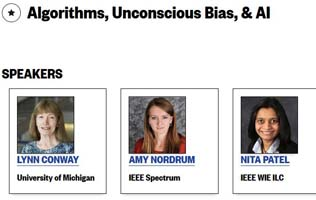 Algorithms, Unconscious Bias, & AI
SPEAKERS
LYNN CONWAY
AMY NORDRUM
NITA PATEL
University of Michigan
IEEE Spectrum
IEEE WIE ILC